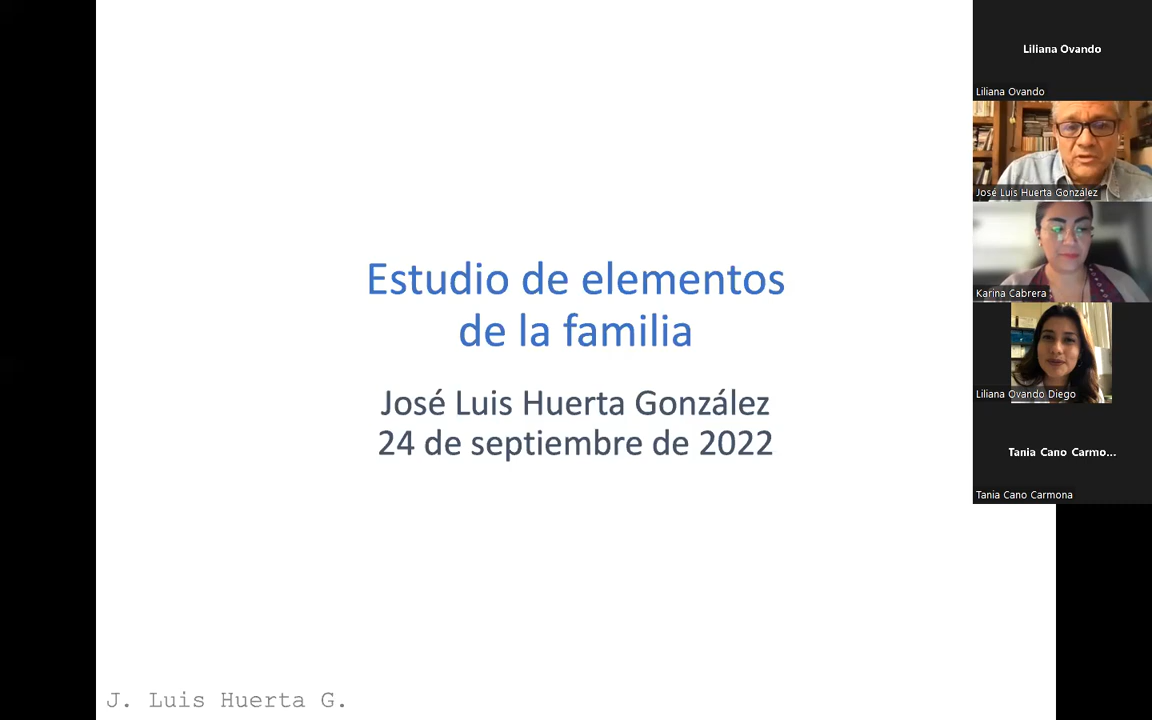 Estudio de elementos
de la familia
José Luis Huerta González
24 de septiembre de 2022
J. Luis Huerta G.
Liliana Ovando
Liliana Ovando
José Luis Huerta González
Karina Cabrera
Liliana Ovando Diego
Tania Cano Carmo...
Tania Cano Carmona